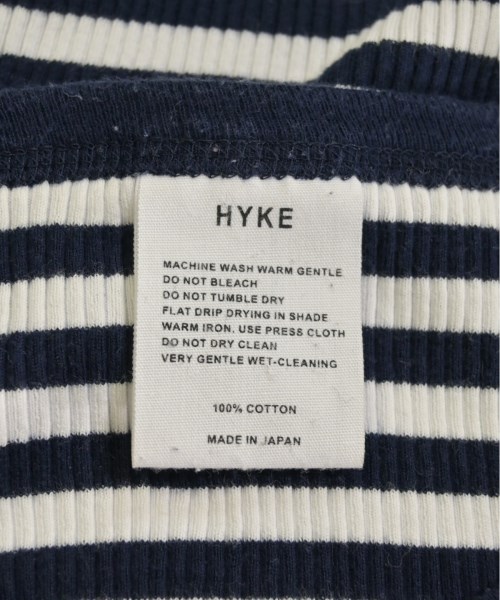 HYKE
MACHINE WASH WARM GENTLE
DO NOT BLEACH
DO NOT TUMBLE DRY
FLAT DRIP DRYING IN SHADE
WARM IRON. USE PRESS CLOTH
DO NOT DRY CLEAN
VERY GENTLE WET-CLEANING
100% COTTON
MADE IN JAPAN